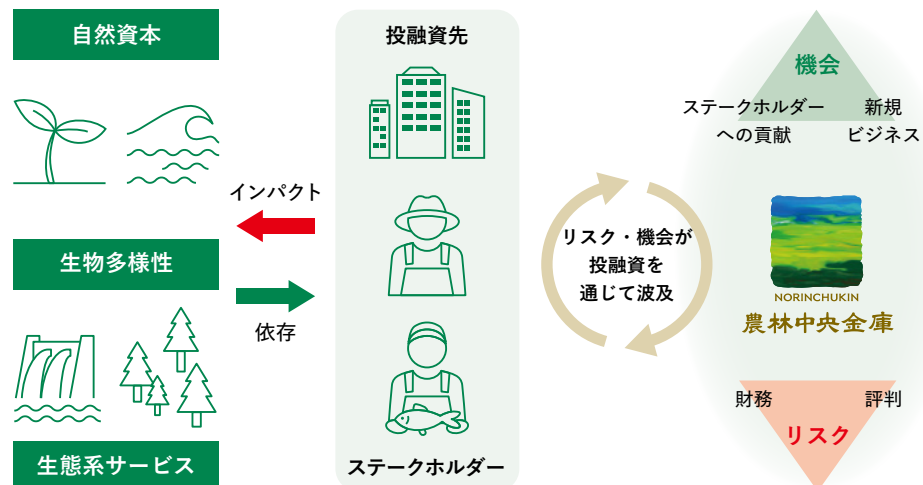 自然資本
生物多様性
生態系サービス
インパクト
依存
投融資先
ステークホルダー
リスク・機会が
投融資を
通じて波及
機会
ステークホルダー
への貢献
新規
ビジネス
NORINCHUKIN
農林中央金庫
財務
評判
リスク